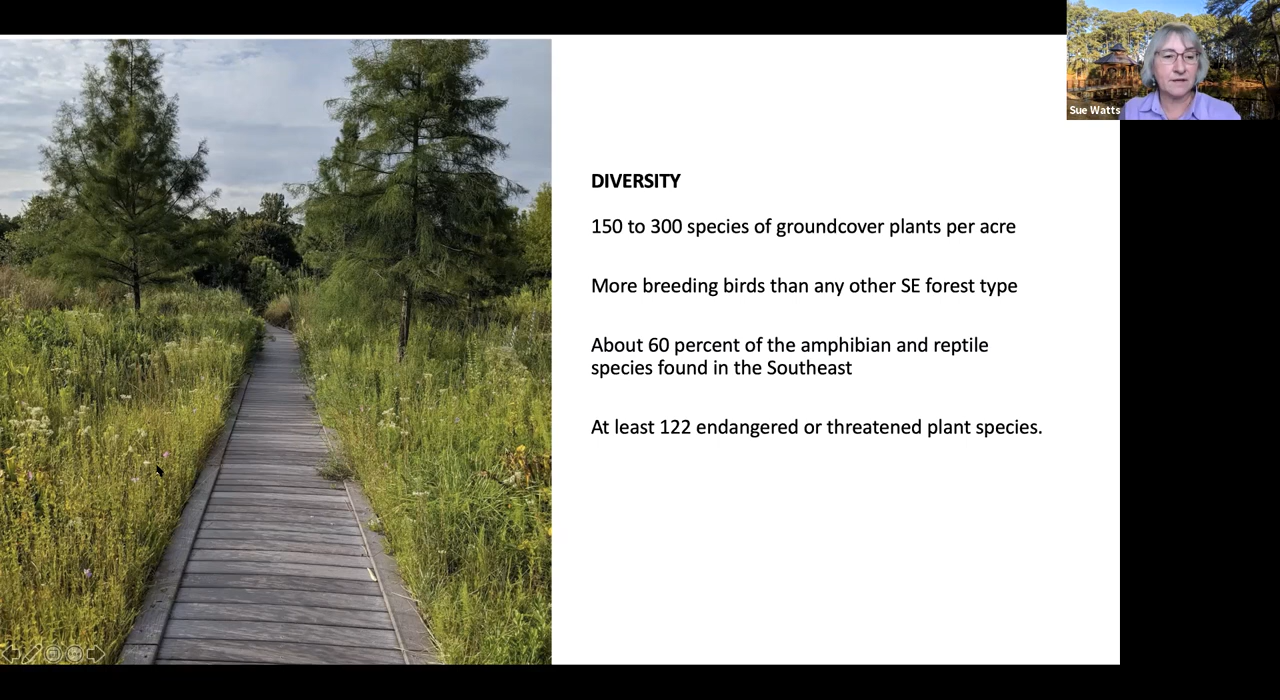 Sue Watts
DIVERSITY
150 to 300 species of groundcover plants per acre
More breeding birds than any other SE forest type
About 60 percent of the amphibian and reptile
species found in the Southeast
At least 122 endangered or threatened plant species.